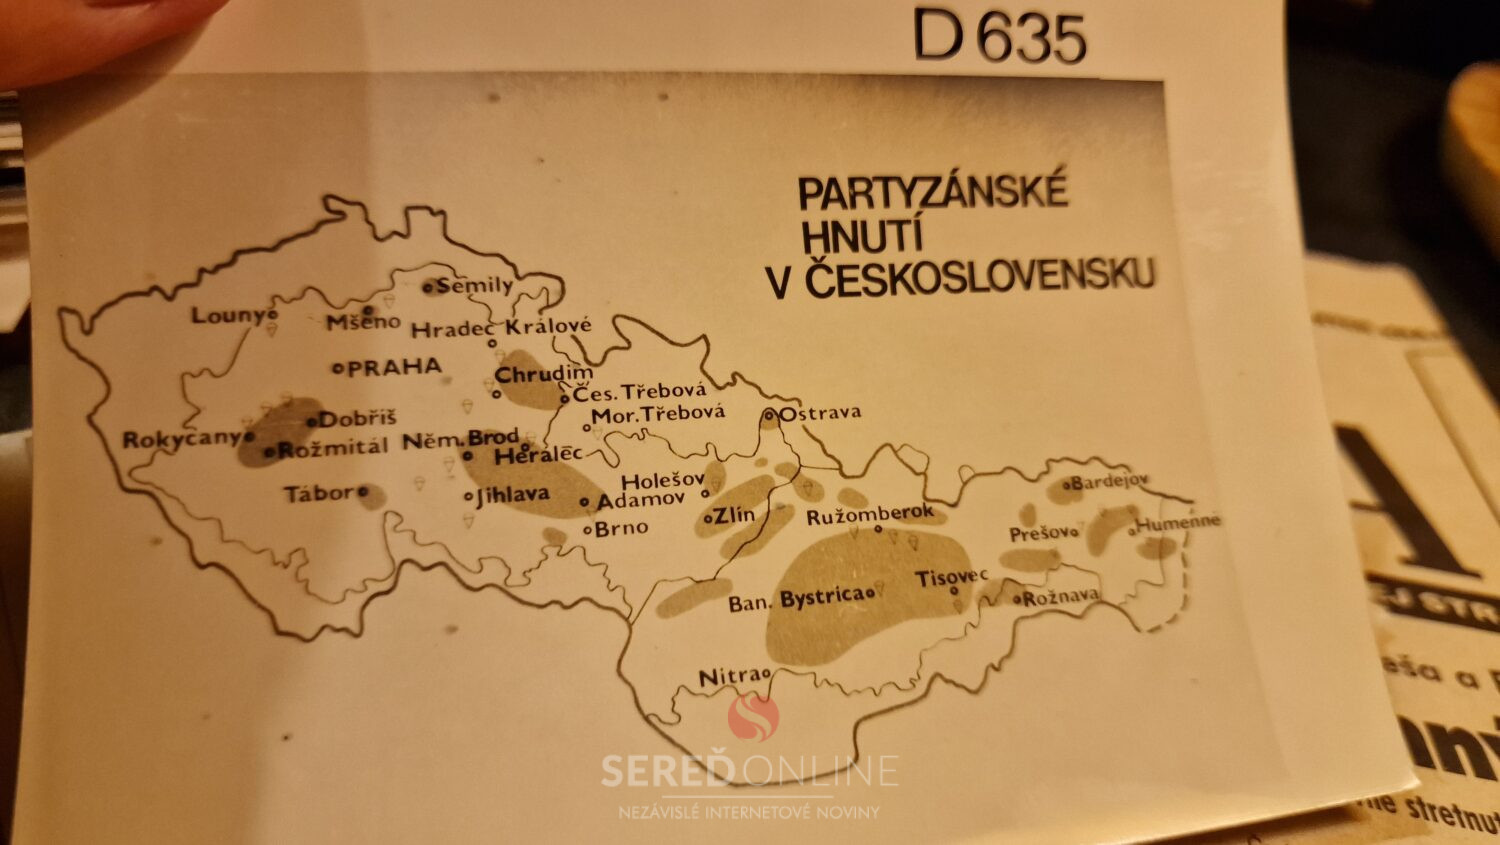 D 635
PARTYZÁNSKÉ
HNUTÍ
V ČESKOSLOVENSKU
Semily
Louny
Mšeno
Hradec Králové
PRAHA
Chrudim
Čes. Třebová
Mor. Třebová
Ostrava
Dobříš
Rokycany
Rožmitál
Něm. Brod
Herálec
Holešov
Tábor
Jihlava
Adamov
Brno
Zlín
Ružomberok
Bardejov
Prešov
Humenné
Tisovec
Ban. Bystrica
Rožnava
Nitra
SEREĎONLINE
NEZÁVISLÉ INTERNETOVÉ NOVINY